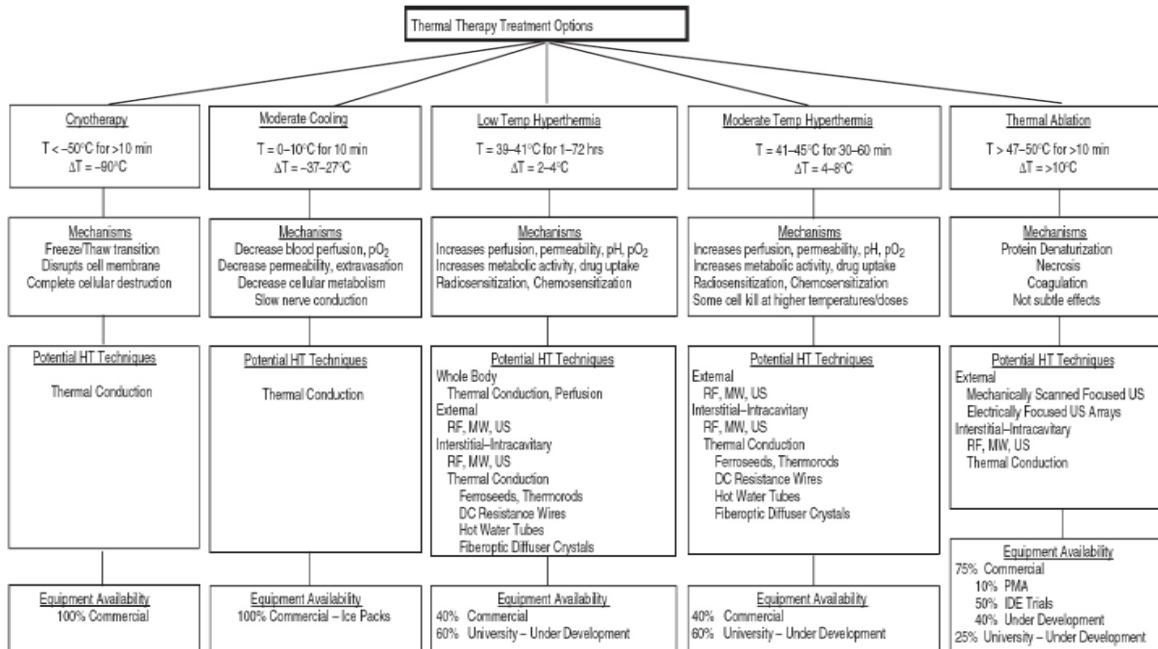 Thermal Therapy Treatment Options
Cryotherapy
T < –50°C for >10 min
ΔT = –90°C
Mechanisms
Freeze/Thaw transition
Disrupts cell membrane
Complete cellular destruction
Potential HT Techniques
Thermal Conduction
Equipment Availability
100% Commercial
Moderate Cooling
T = 0–10°C for 10 min
ΔT = –37–27°C
Mechanisms
Decrease blood perfusion, pO₂
Decrease permeability, extravasation
Decrease cellular metabolism
Slow nerve conduction
Potential HT Techniques
Thermal Conduction
Equipment Availability
100% Commercial – Ice Packs
Low Temp Hyperthermia
T = 39–41°C for 1–72 hrs
ΔT = 2–4°C
Mechanisms
Increases perfusion, permeability, pH, pO₂
Increases metabolic activity, drug uptake
Radiosensitization, Chemosensitization
Potential HT Techniques
Whole Body
Thermal Conduction, Perfusion
External
RF, MW, US
Interstitial–Intracavitary
RF, MW, US
Thermal Conduction
Ferroseeds, Thermorods
DC Resistance Wires
Hot Water Tubes
Fiberoptic Diffuser Crystals
Equipment Availability
40% Commercial
60% University – Under Development
Moderate Temp Hyperthermia
T = 41–45°C for 30–60 min
ΔT = 4–8°C
Mechanisms
Increases perfusion, permeability, pH, pO₂
Increases metabolic activity, drug uptake
Radiosensitization, Chemosensitization
Some cell kill at higher temperatures/doses
Potential HT Techniques
External
RF, MW, US
Interstitial–Intracavitary
RF, MW, US
Thermal Conduction
Ferroseeds, Thermorods
DC Resistance Wires
Hot Water Tubes
Fiberoptic Diffuser Crystals
Equipment Availability
40% Commercial
60% University – Under Development
Thermal Ablation
T > 47–50°C for >10 min
ΔT = >10°C
Mechanisms
Protein Denaturization
Necrosis
Coagulation
Not subtle effects
Potential HT Techniques
External
Mechanically Scanned Focused US
Electrically Focused US Arrays
Interstitial–Intracavitary
RF, MW, US
Thermal Conduction
Equipment Availability
75% Commercial
10% PMA
50% IDE Trials
40% Under Development
25% University – Under Development